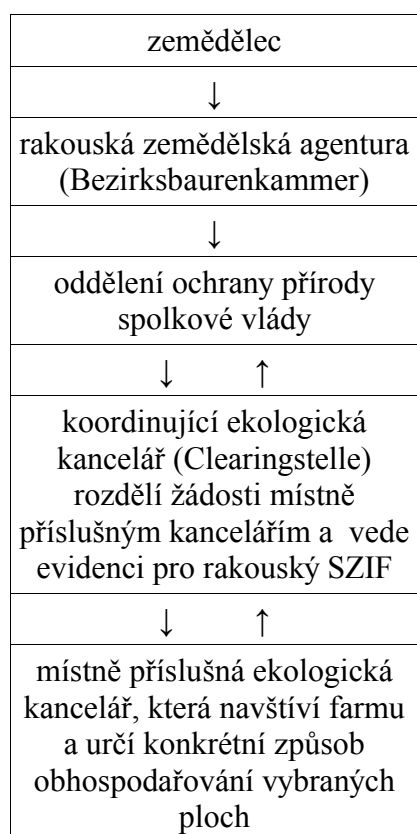 zemědělec
↓
rakouská zemědělská agentura
(Bezirksbaurenkammer)
↓
oddělení ochrany přírody
spolkové vlády
↓ ↑
koordinující ekologická
kancelář (Clearingstelle)
rozdělí žádosti místně
příslušným kancelářím a vede
evidenci pro rakouský SZIF
↓ ↑
místně příslušná ekologická
kancelář, která navštíví farmu
a určí konkrétní způsob
obhospodařování vybraných
ploch